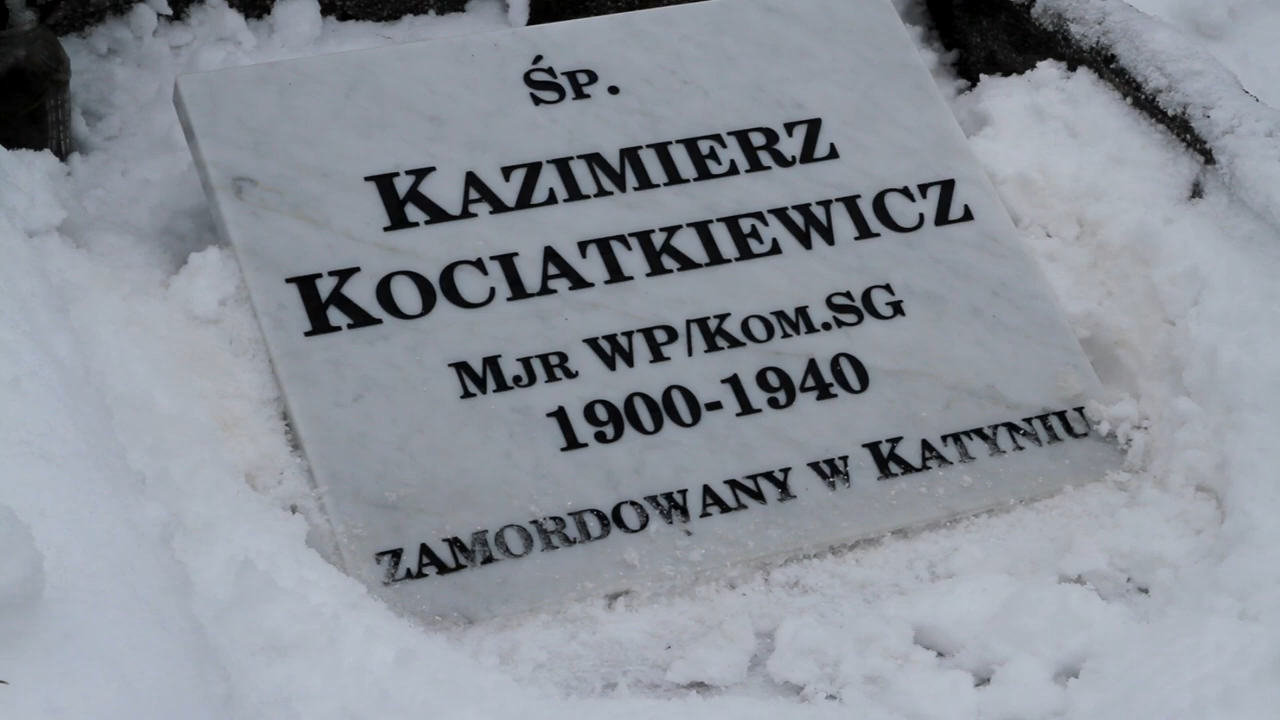 Śp.
Kazimierz
Kociatkiewicz
Mjr WP/Kom.SG
1900-1940
zamordowany w Katyniu